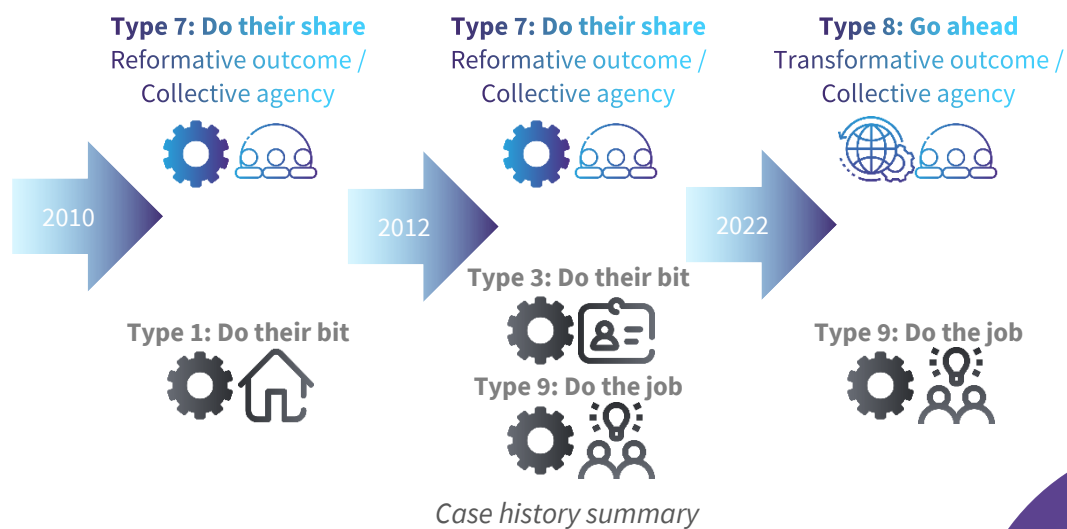 Type 7: Do their share
Reformative outcome /
Collective agency
2010
Type 1: Do their bit
Type 7: Do their share
Reformative outcome /
Collective agency
2012
Type 3: Do their bit
Type 9: Do the job
Type 8: Go ahead
Transformative outcome /
Collective agency
2022
Type 9: Do the job
Case history summary